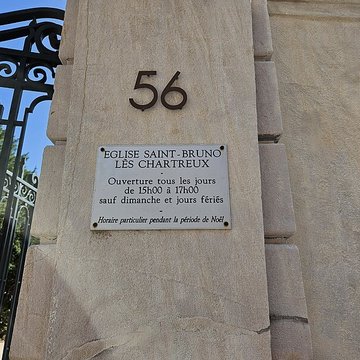 56
EGLISE SAINT-BRUNO
LÈS CHARTREUX
-
Ouverture tous les jours
de 15h00 à 17h00
sauf dimanche et jours fériés
-
Horaire particulier pendant la période de Noël